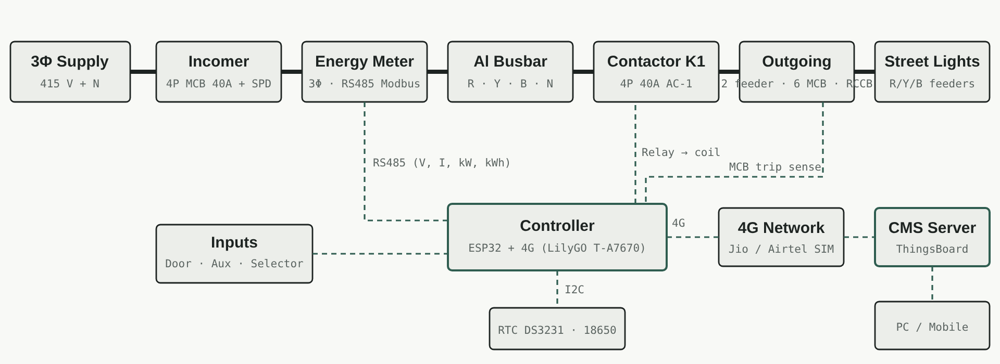 3Φ Supply
415 V + N
Incomer
4P MCB 40A + SPD
Energy Meter
3Φ · RS485 Modbus
Al Busbar
R · Y · B · N
Contactor K1
4P 40A AC-1
Outgoing
2 feeder · 6 MCB · RCCB
Street Lights
R/Y/B feeders
RS485 (V, I, kW, kWh)
Relay → coil
MCB trip sense
Inputs
Door · Aux · Selector
Controller
ESP32 + 4G (LilyGO T-A7670)
4G
4G Network
Jio / Airtel SIM
CMS Server
ThingsBoard
I2C
RTC DS3231 · 18650
PC / Mobile